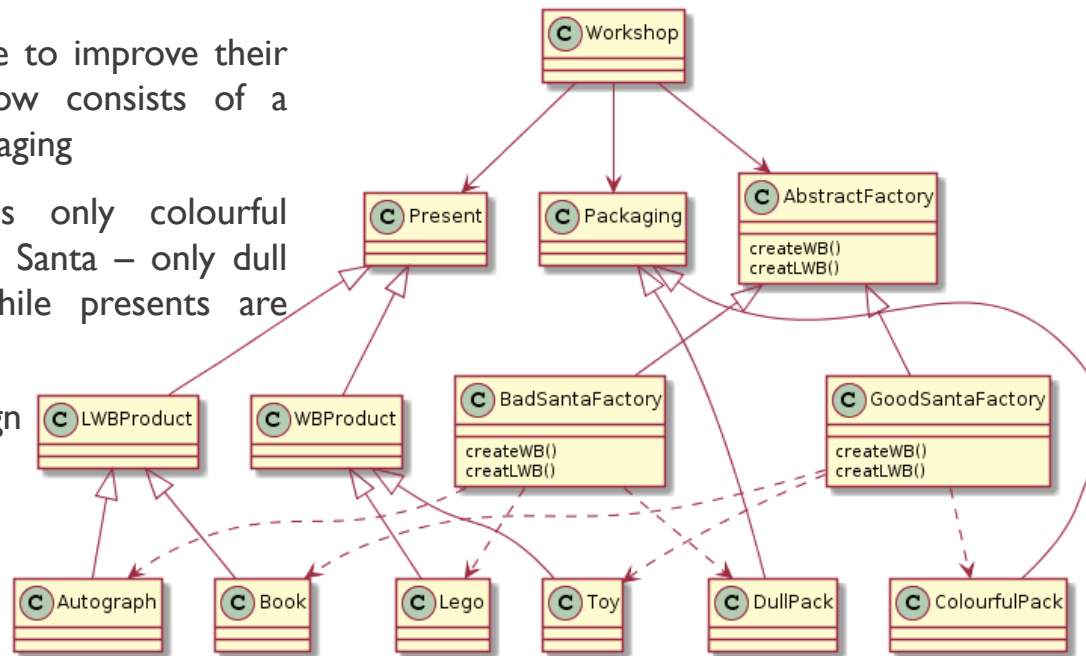 e to improve their
ow consists of a
aging
s only colourful
Santa – only dull
hile presents are
gn
C Workshop
C Present
C Packaging
C AbstractFactory
createWB()
creatLWB()
C LWBProduct
C WBProduct
C BadSantaFactory
createWB()
creatLWB()
C GoodSantaFactory
createWB()
creatLWB()
C Autograph
C Book
C Lego
C Toy
C DullPack
C ColourfulPack